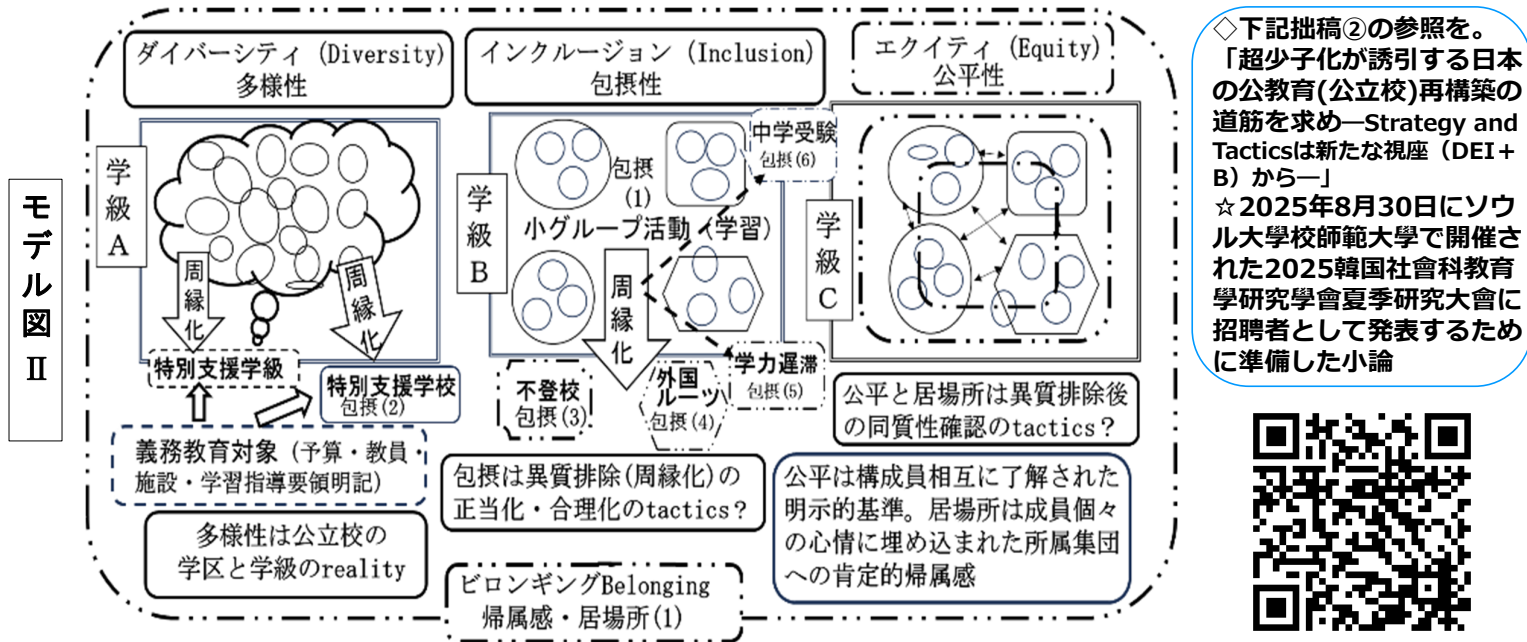 モデル図Ⅱ
ダイバーシティ (Diversity)
多様性
学級A
周縁化
周縁化
特別支援学級
特別支援学校
包摂(2)
義務教育対象 (予算・教員・
施設・学習指導要領明記)
多様性は公立校の
学区と学級のreality
インクルージョン (Inclusion)
包摂性
学級B
包摂
(1)
小グループ活動 (学習)
周縁化
中学受験
包摂(6)
学力遅滞
包摂(5)
不登校
包摂(3)
外国
ルーツ
包摂(4)
包摂は異質排除(周縁化)の
正当化・合理化のtactics?
エクイティ (Equity)
公平性
学級C
公平と居場所は異質排除後
の同質性確認のtactics?
公平は構成員相互に了解された
明示的基準。居場所は成員個々
の心情に埋め込まれた所属集団
への肯定的帰属感
ビロンギングBelonging
帰属感・居場所(1)
◇下記拙稿②の参照を。
「超少子化が誘引する日本
の公教育(公立校)再構築の
道筋を求め―Strategy and
Tacticsは新たな視座（DEI+
B）から―」
☆2025年8月30日にソウ
ル大學校師範大學で開催さ
れた2025韓国社會科教育
學研究學會夏季研究大會に
招聘者として発表するため
に準備した小論